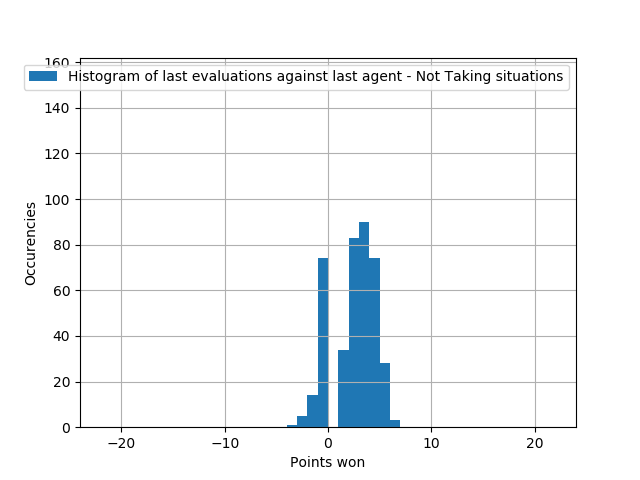 160
Histogram of last evaluations against last agent - Not Taking situations
140
120
100
80
60
40
20
0
Occurencies
−20 −10 0 10 20
Points won